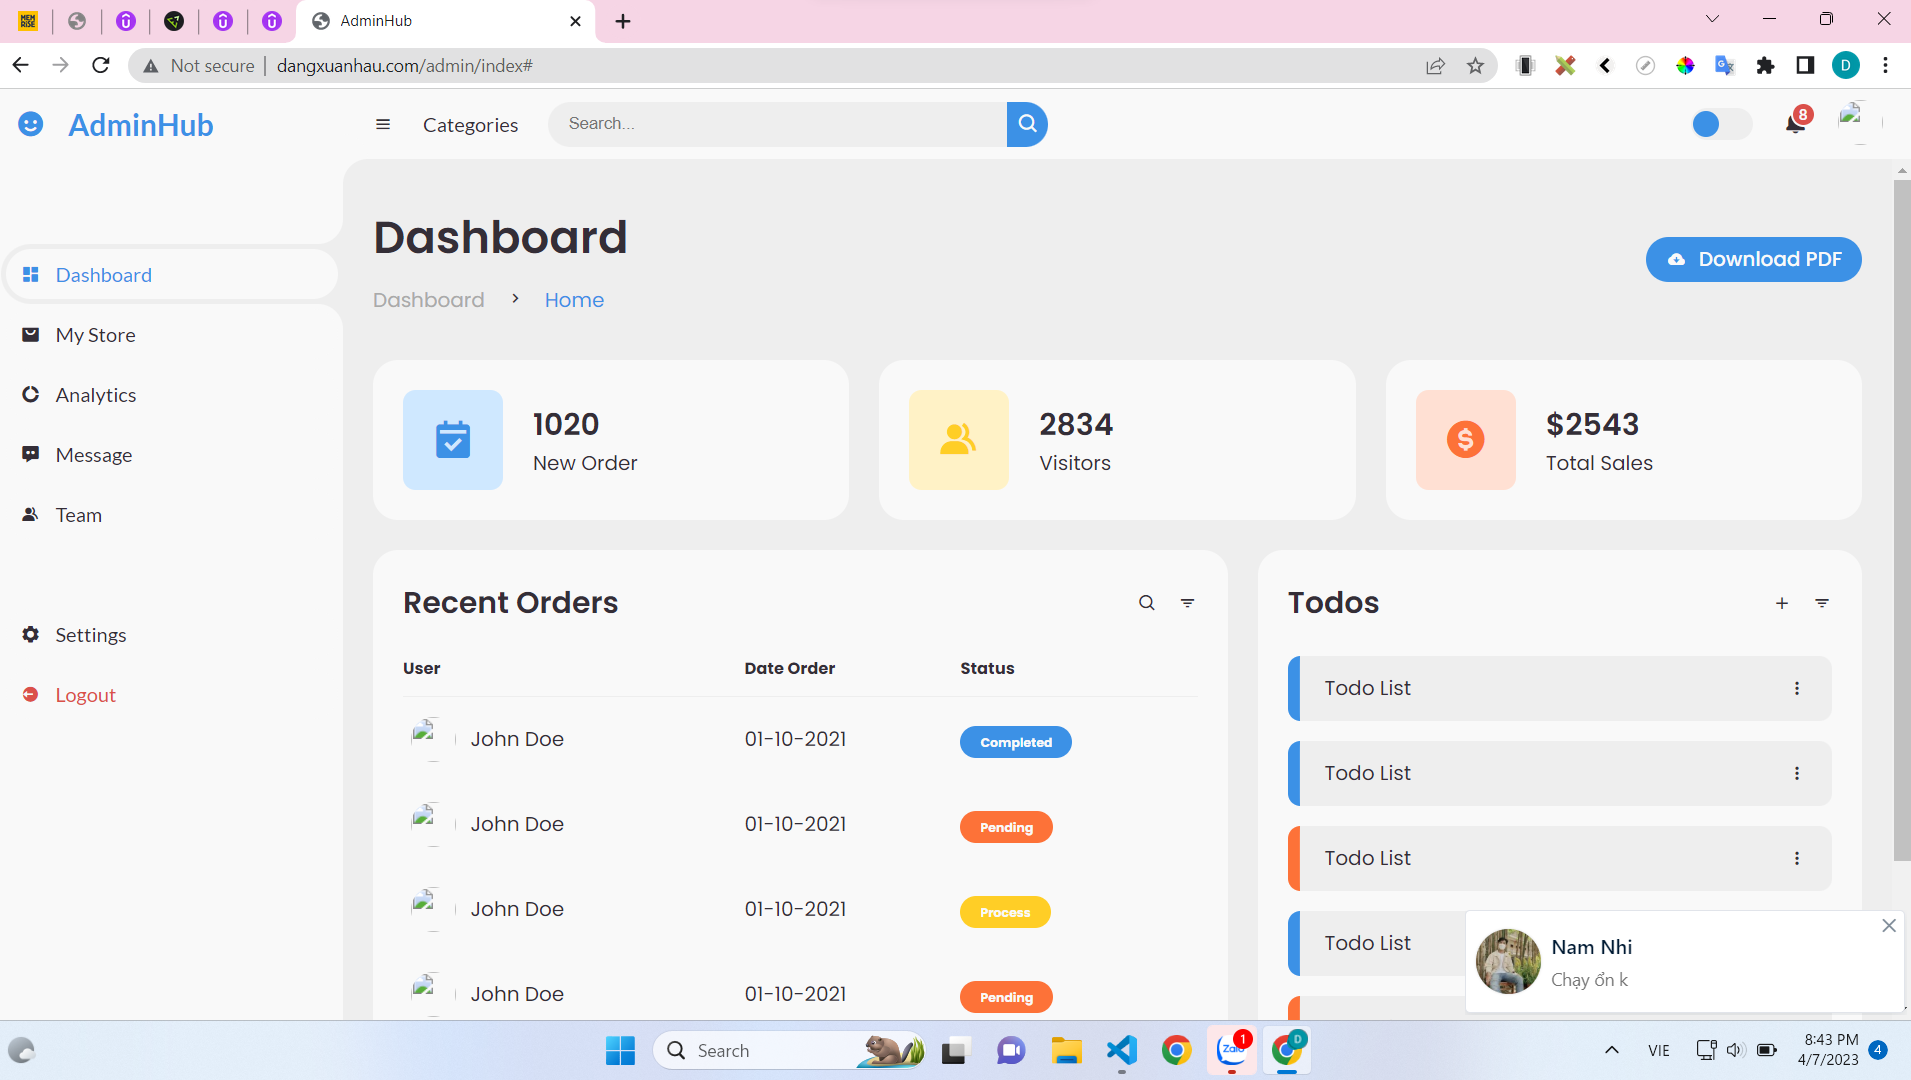 MEM
RISE
AdminHub
Not secure
dangxuanhau.com/admin/index#
D
AdminHub
Categories
Search...
8
Dashboard
Dashboard
Home
Download PDF
Dashboard
My Store
Analytics
Message
Team
Settings
Logout
1020
New Order
2834
Visitors
$2543
Total Sales
Recent Orders
User
Date Order
Status
John Doe
01-10-2021
Completed
John Doe
01-10-2021
Pending
John Doe
01-10-2021
Process
John Doe
01-10-2021
Pending
Todos
Todo List
Todo List
Todo List
Todo List
Nam Nhi
Chạy ổn k
Search
Zalo
1
D
VIE
8:43 PM
4/7/2023
4